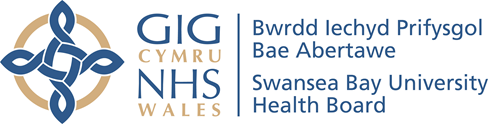 GIG
CYMRU
NHS
WALES
Bwrdd Iechyd Prifysgol
Bae Abertawe
Swansea Bay University
Health Board